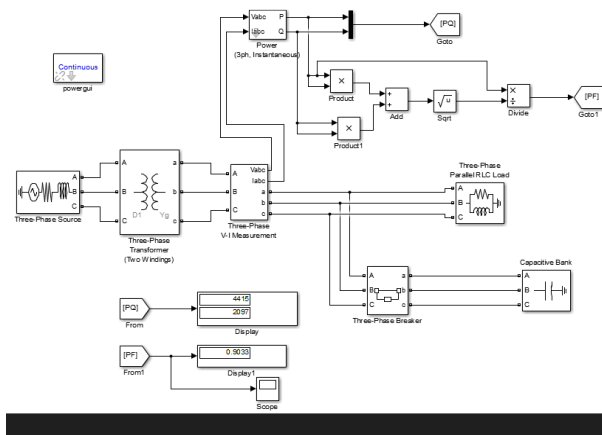 Vabc
P
Iabc
Q
Power
(3ph, Instantaneous)
[PQ]
Goto
Continuous
powergui
×
Product
×
Product1
+
+
Add
√u
Sqrt
×
÷
Divide
[PF]
Goto1
A
B
C
Three-Phase Source
A
B
C
a
b
c
D1
Yg
Three-Phase
Transformer
(Two Windings)
A
B
C
Vabc
Iabc
a
b
c
Three-Phase
V-I Measurement
Three-Phase
Parallel RLC Load
A
B
C
A
B
C
a
b
c
Three-Phase Breaker
Capacitive Bank
A
B
C
[PQ]
From
4415
2097
Display
[PF]
From1
0.9033
Display1
Scope